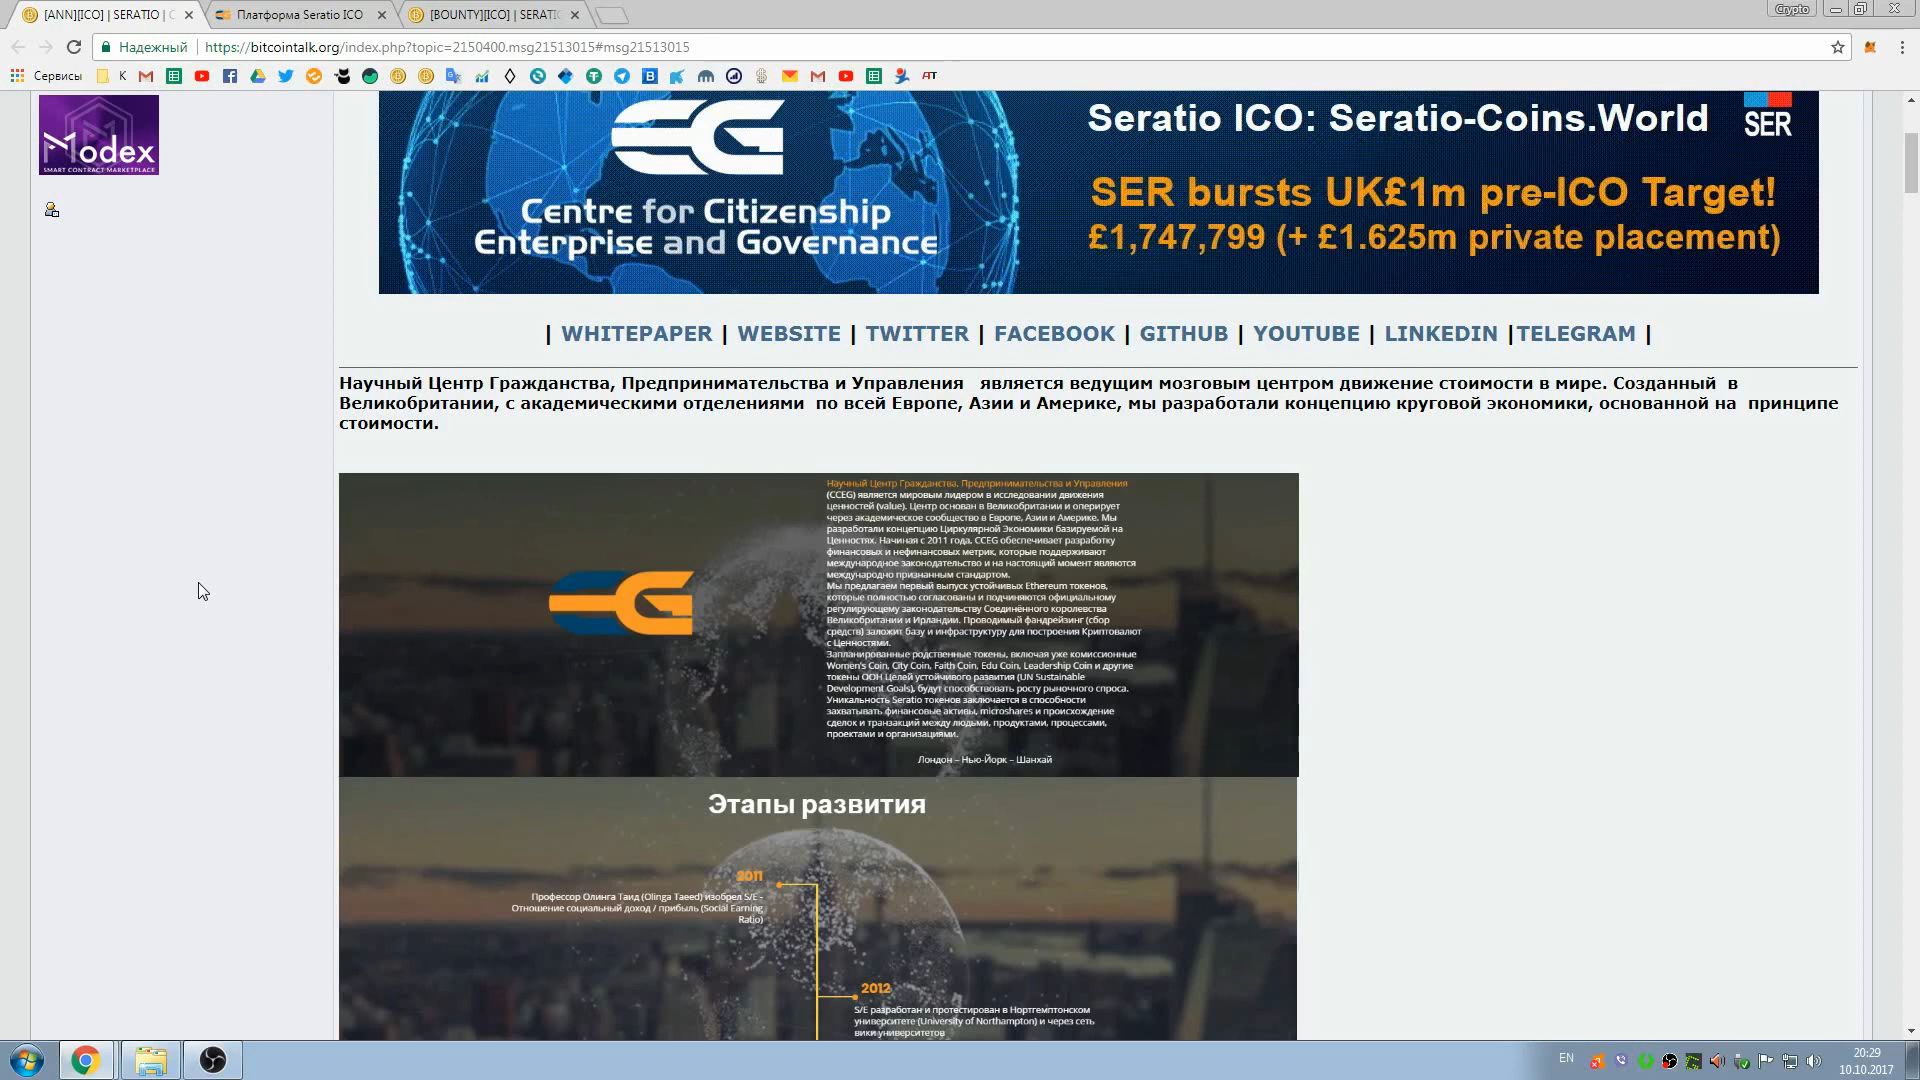 [ANN][ICO] | SERATIO | C
Платформа Seratio ICO
[BOUNTY][ICO] | SERATIO
Crypto
Надежный
https://bitcointalk.org/index.php?topic=2150400.msg21513015#msg21513015
Сервисы
К
Modex
SMART CONTRACT MARKETPLACE
Centre for Citizenship
Enterprise and Governance
Seratio ICO: Seratio-Coins.World
SER
SER bursts UK£1m pre-ICO Target!
£1,747,799 (+ £1.625m private placement)
| WHITEPAPER | WEBSITE | TWITTER | FACEBOOK | GITHUB | YOUTUBE | LINKEDIN |TELEGRAM |
Научный Центр Гражданства, Предпринимательства и Управления   является ведущим мозговым центром движение стоимости в мире. Созданный  в
Великобритании, с академическими отделениями  по всей Европе, Азии и Америке, мы разработали концепцию круговой экономики, основанной на  принципе
стоимости.
Научный Центр Гражданства, Предпринимательства и Управления
(CCEG) является мировым лидером в исследовании движения
ценностей (value). Центр основан в Великобритании и оперирует
через академическое сообщество в Европе, Азии и Америке. Мы
разработали концепцию Циркулярной Экономики базируемой на
Ценностях. Начиная с 2011 года, CCEG обеспечивает разработку
финансовых и нефинансовых метрик, которые поддерживают
международное законодательство и на настоящий момент являются
международно признанным стандартом.
Мы предлагаем первый выпуск устойчивых Ethereum токенов,
которые полностью согласованы и подчиняются официальному
регулирующему законодательству Соединённого королевства
Великобритании и Ирландии. Проводимый фандрейзинг (сбор
средств) заложит базу и инфраструктуру для построения Криптовалют
с Ценностями.
Запланированные родственные токены, включая уже комиссионные
Women's Coin, City Coin, Faith Coin, Edu Coin, Leadership Coin и другие
токены ООН Целей устойчивого развития (UN Sustainable
Development Goals), будут способствовать росту рыночного спроса.
Уникальность Seratio токенов заключается в способности
захватывать финансовые активы, microshares и происхождение
сделок и транзакций между людьми, продуктами, процессами,
проектами и организациями.
Лондон – Нью-Йорк – Шанхай
Этапы развития
2011
Профессор Олинга Таид (Olinga Taeed) изобрел S/E -
Отношение социальный доход / прибыль (Social Earning
Ratio)
2012
S/E разработан и протестирован в Нортгемптонском
университете (University of Northampton) и через сеть
вики университетов
EN
20:29
10.10.2017